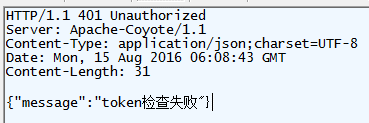 HTTP/1.1 401 Unauthorized
Server: Apache-Coyote/1.1
Content-Type: application/json;charset=UTF-8
Date: Mon, 15 Aug 2016 06:08:43 GMT
Content-Length: 31

{"message":"token检查失败"}